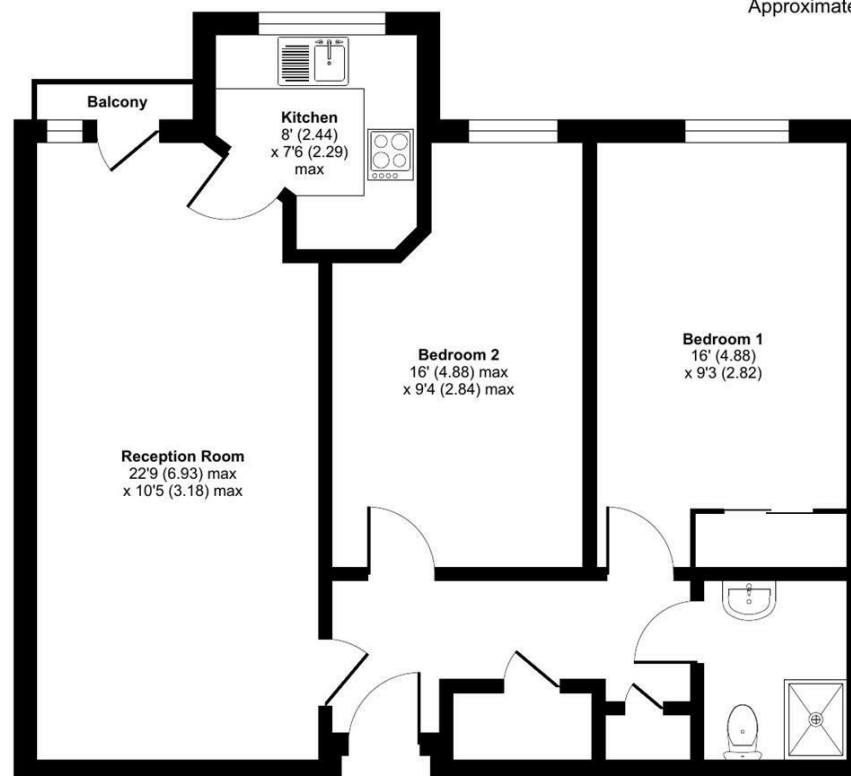 Approximate
Balcony
Kitchen
8' (2.44)
x 7'6 (2.29)
max
Bedroom 2
16' (4.88) max
x 9'4 (2.84) max
Bedroom 1
16' (4.88)
x 9'3 (2.82)
Reception Room
22'9 (6.93) max
x 10'5 (3.18) max